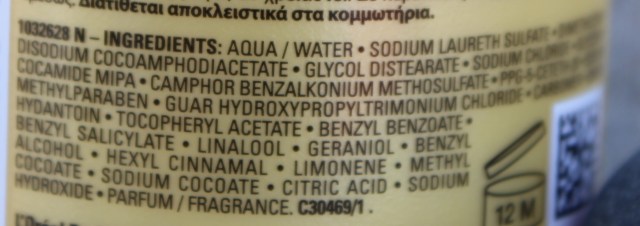 Διατίθεται αποκλειστικά στα κομμωτήρια.
1032628 N – INGREDIENTS: AQUA / WATER • SODIUM LAURETH SULFATE •
DISODIUM COCOAMPHODIACETATE • GLYCOL DISTEARATE • SODIUM
COCAMIDE MIPA • CAMPHOR BENZALKONIUM METHOSULFATE •
METHYLPARABEN • GUAR HYDROXYPROPYLTRIMONIUM CHLORIDE •
HYDANTOIN • TOCOPHERYL ACETATE • BENZYL BENZOATE •
BENZYL SALICYLATE • LINALOOL • GERANIOL • BENZYL
ALCOHOL • HEXYL CINNAMAL • LIMONENE • METHYL
COCOATE • SODIUM COCOATE • CITRIC ACID • SODIUM
HYDROXIDE • PARFUM / FRAGRANCE. C30469/1.
12 M